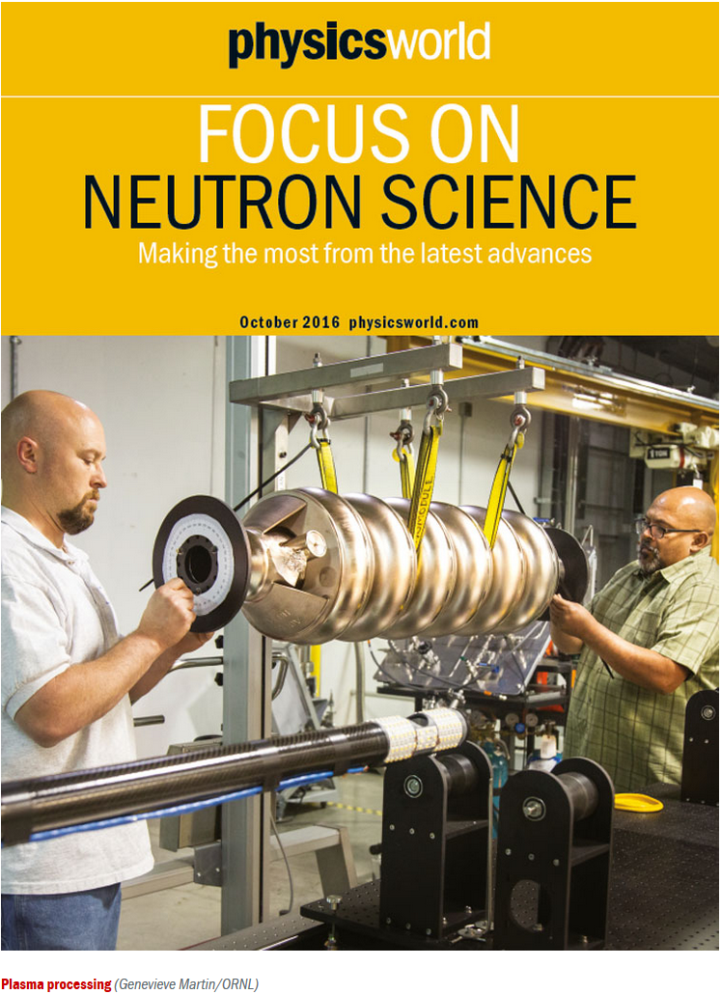 physicsworld
FOCUS ON
NEUTRON SCIENCE
Making the most from the latest advances
October 2016 physicsworld.com
Plasma processing (Genevieve Martin/ORNL)